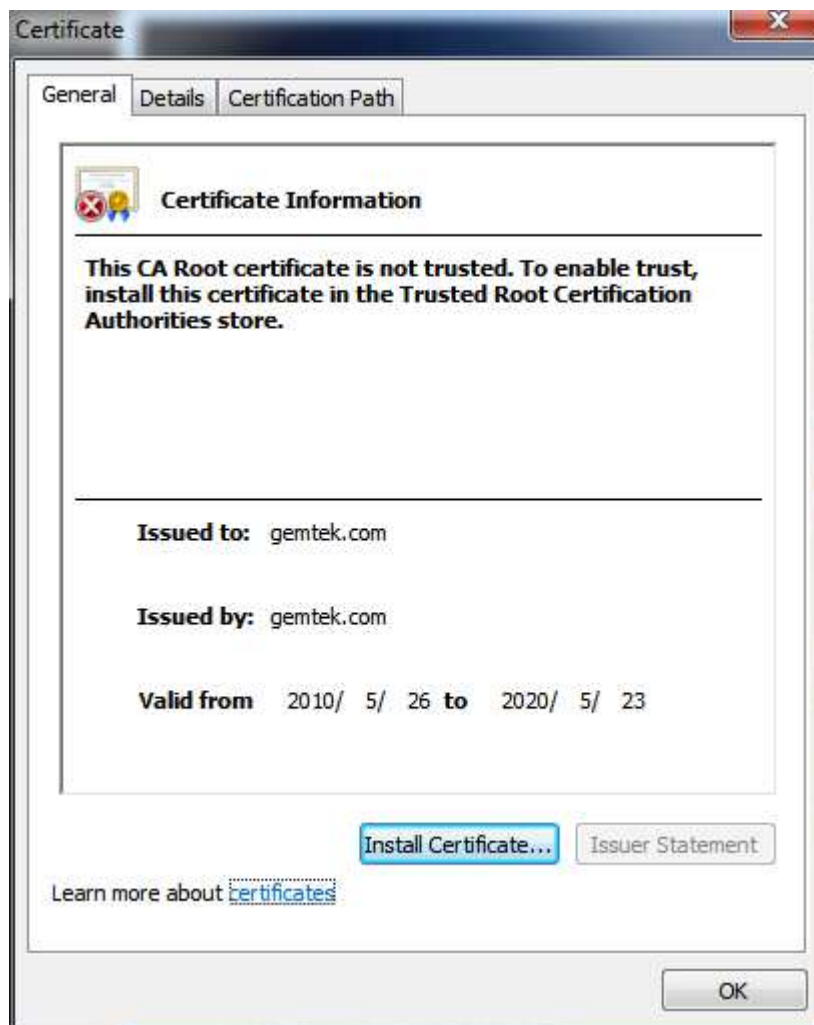 Certificate
General Details Certification Path
Certificate Information
This CA Root certificate is not trusted. To enable trust,
install this certificate in the Trusted Root Certification
Authorities store.
Issued to: gemtek.com
Issued by: gemtek.com
Valid from 2010/ 5/ 26 to 2020/ 5/ 23
Install Certificate... Issuer Statement
Learn more about certificates
OK